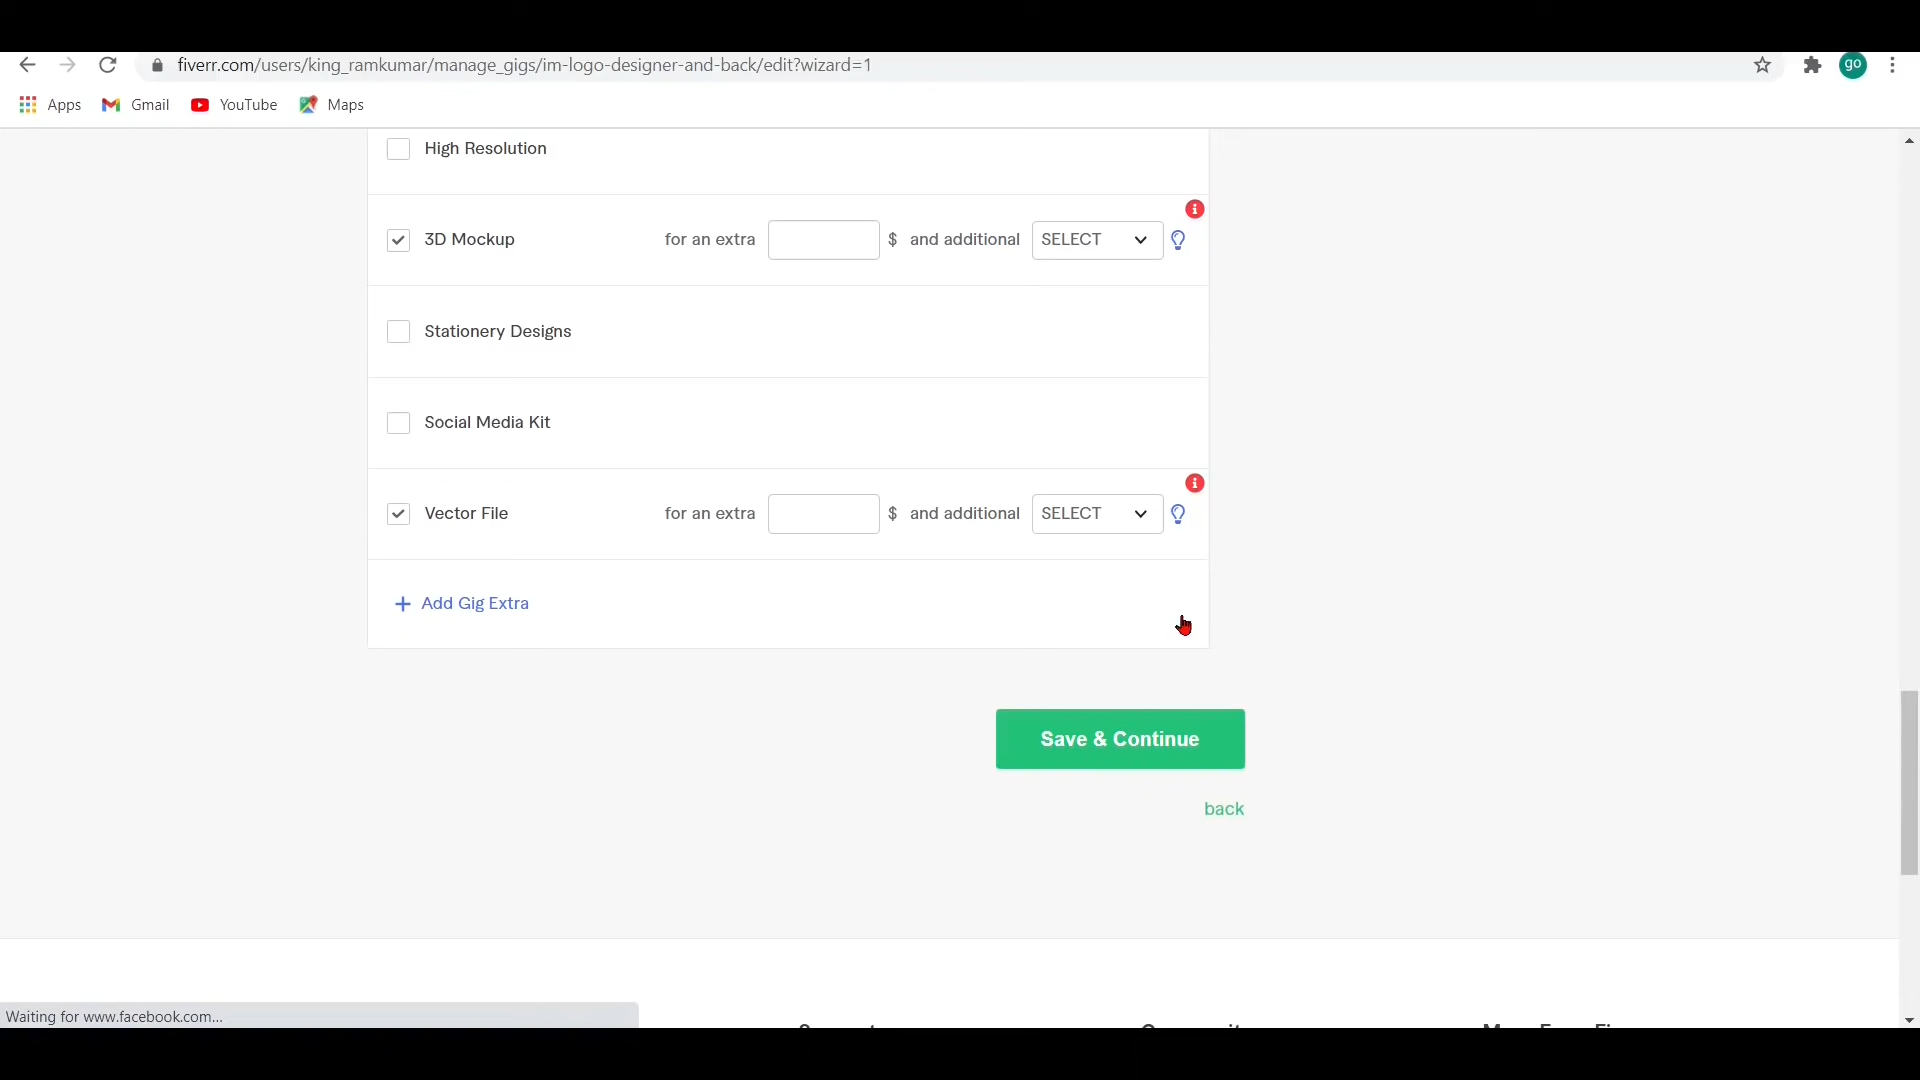 fiverr.com/users/king_ramkumar/manage_gigs/im-logo-designer-and-back/edit?wizard=1
go
Apps Gmail YouTube Maps
High Resolution
3D Mockup for an extra $ and additional SELECT
Stationery Designs
Social Media Kit
Vector File for an extra $ and additional SELECT
+ Add Gig Extra
Save & Continue
back
Waiting for www.facebook.com...